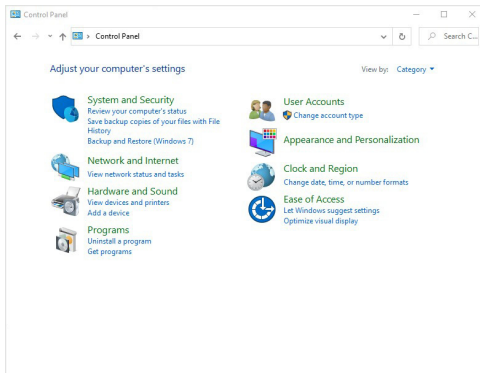 Control Panel
Control Panel
Search C...
Adjust your computer's settings
View by: Category
System and Security
Review your computer's status
Save backup copies of your files with File
History
Backup and Restore (Windows 7)
Network and Internet
View network status and tasks
Hardware and Sound
View devices and printers
Add a device
Programs
Uninstall a program
Get programs
User Accounts
Change account type
Appearance and Personalization
Clock and Region
Change date, time, or number formats
Ease of Access
Let Windows suggest settings
Optimize visual display